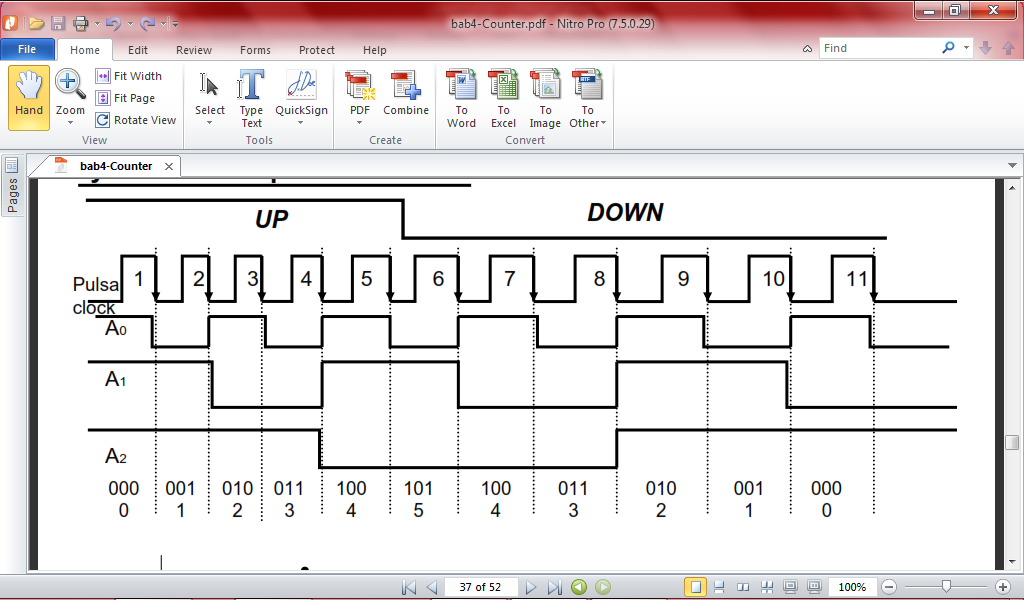 bab4-Counter.pdf - Nitro Pro (7.5.0.29)
File Home Edit Review Forms Protect Help Find
Hand Zoom Fit Width Fit Page Rotate View Select Type Text QuickSign PDF Combine To Word To Excel To Image To Other
View Tools Create Convert
bab4-Counter
Pages
UP DOWN
Pulsa clock 1 2 3 4 5 6 7 8 9 10 11
A0
A1
A2
000 001 010 011 100 101 100 011 010 001 000
0 1 2 3 4 5 4 3 2 1 0
37 of 52 100%